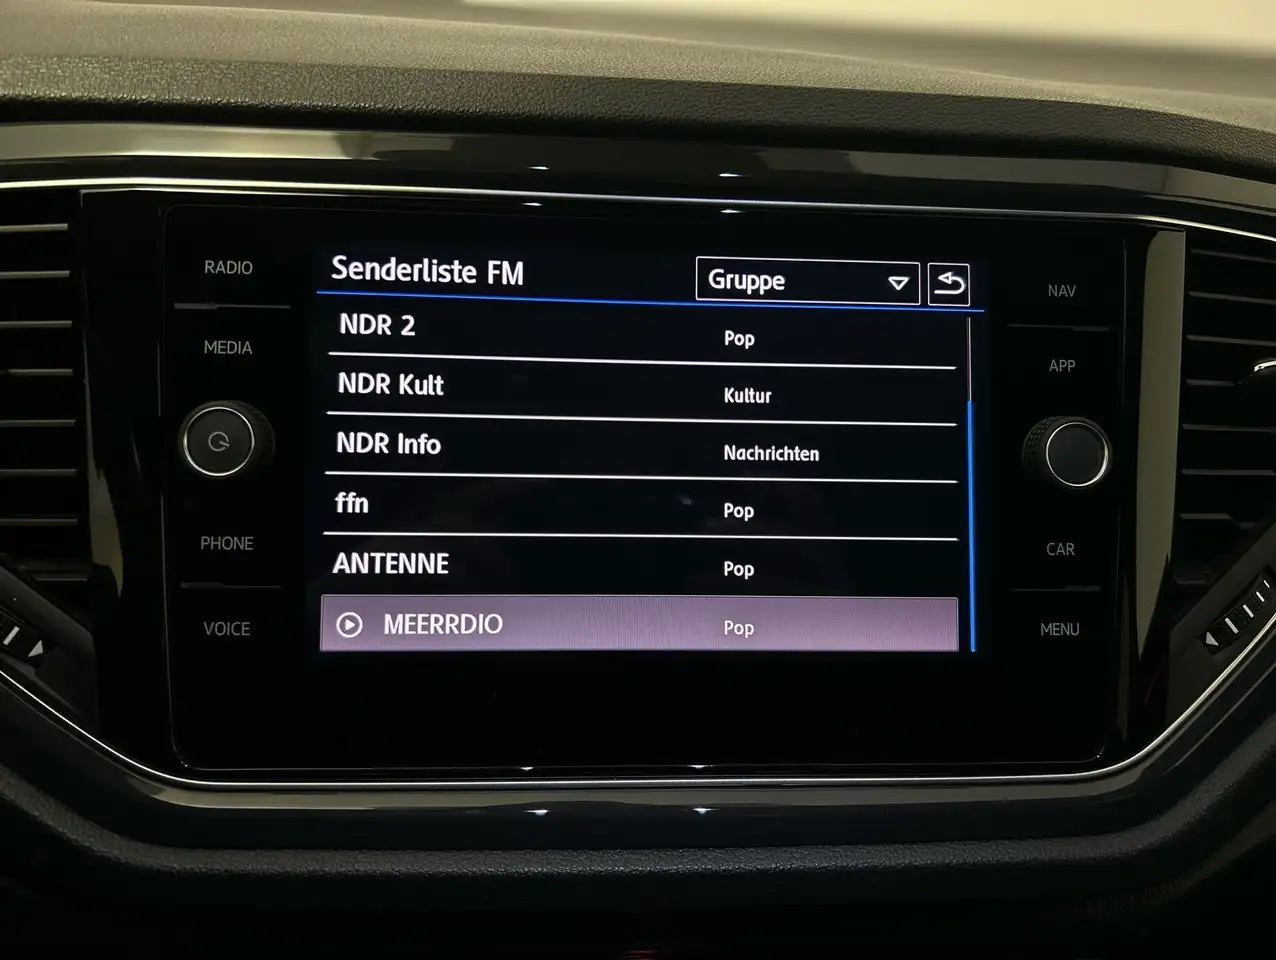 RADIO
MEDIA
PHONE
VOICE
Senderliste FM Gruppe
NDR 2 Pop
NDR Kult Kultur
NDR Info Nachrichten
ffn Pop
ANTENNE Pop
MEERRDIO Pop
NAV
APP
CAR
MENU